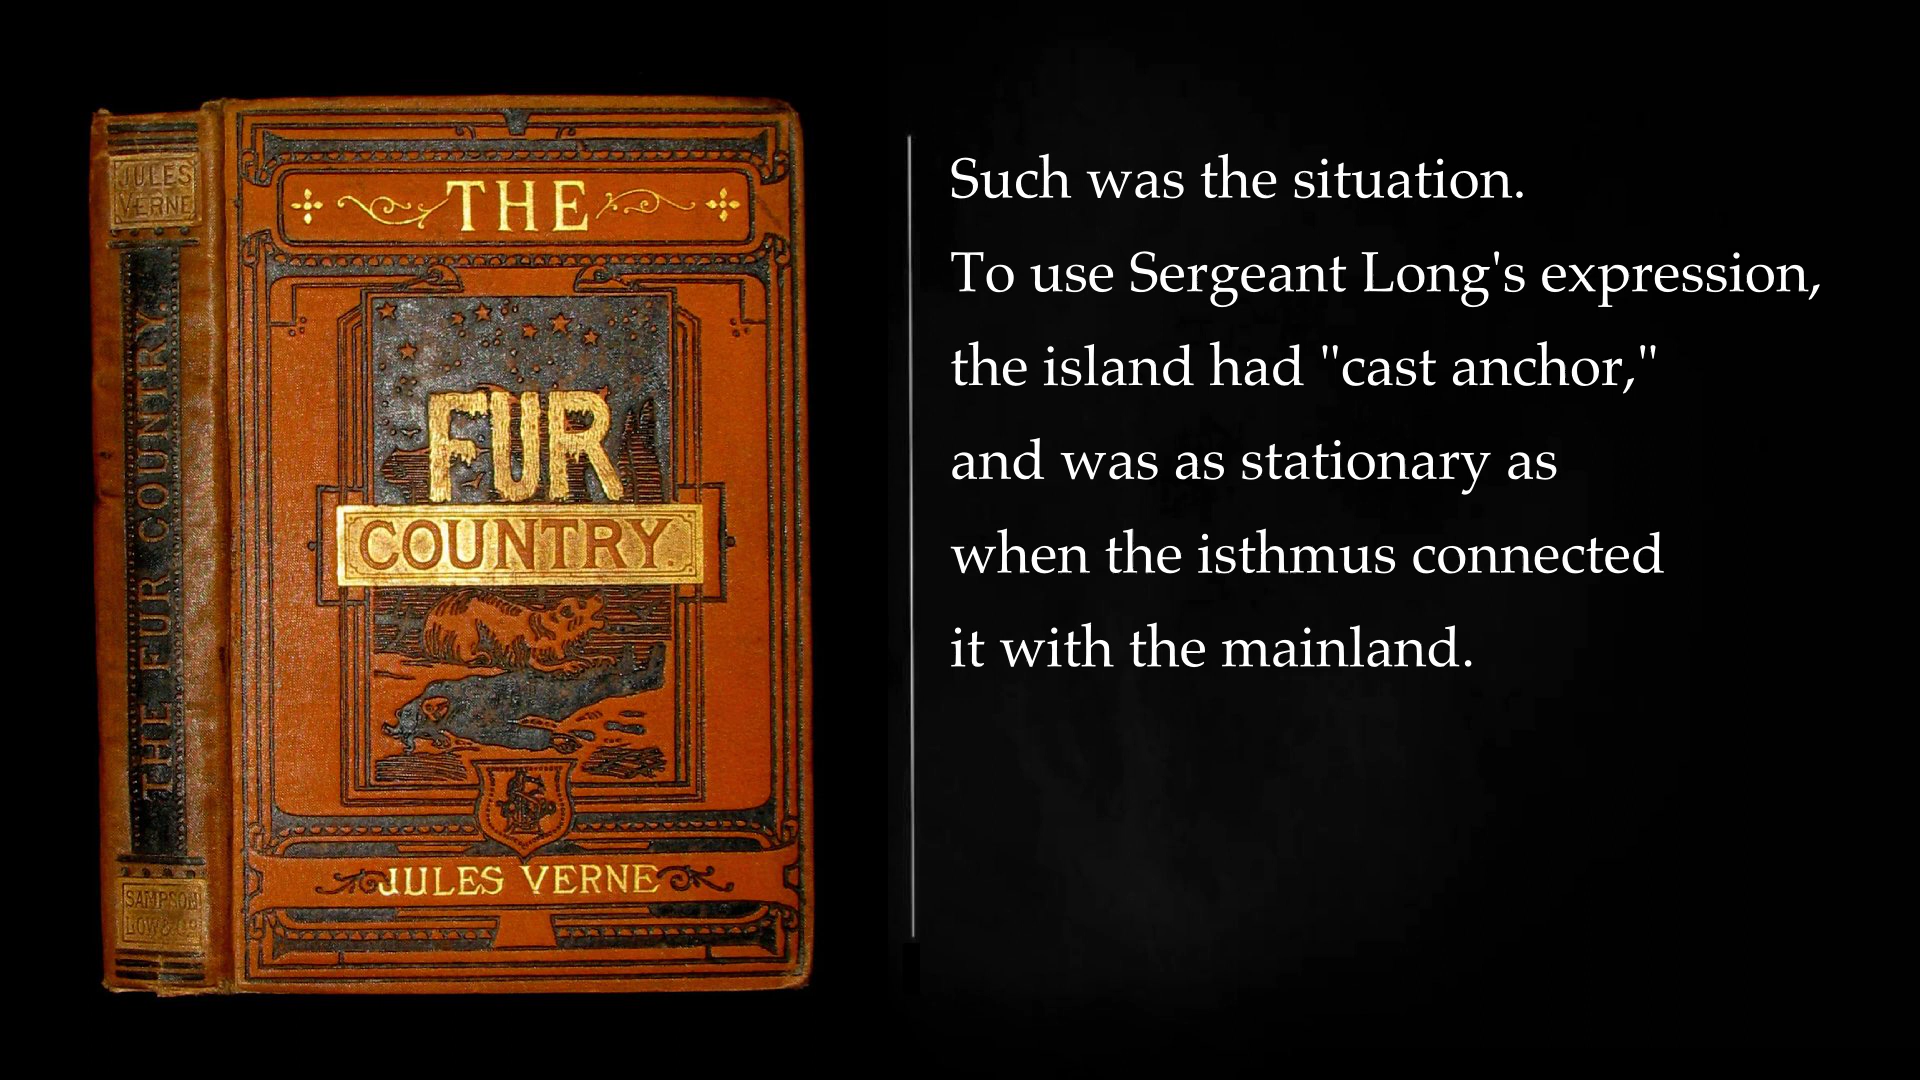 JULES
VERNE
THE FUR COUNTRY.
SAMPSON
LOW & Co
THE
FUR
COUNTRY.
JULES VERNE
Such was the situation.
To use Sergeant Long's expression,
the island had "cast anchor,"
and was as stationary as
when the isthmus connected
it with the mainland.